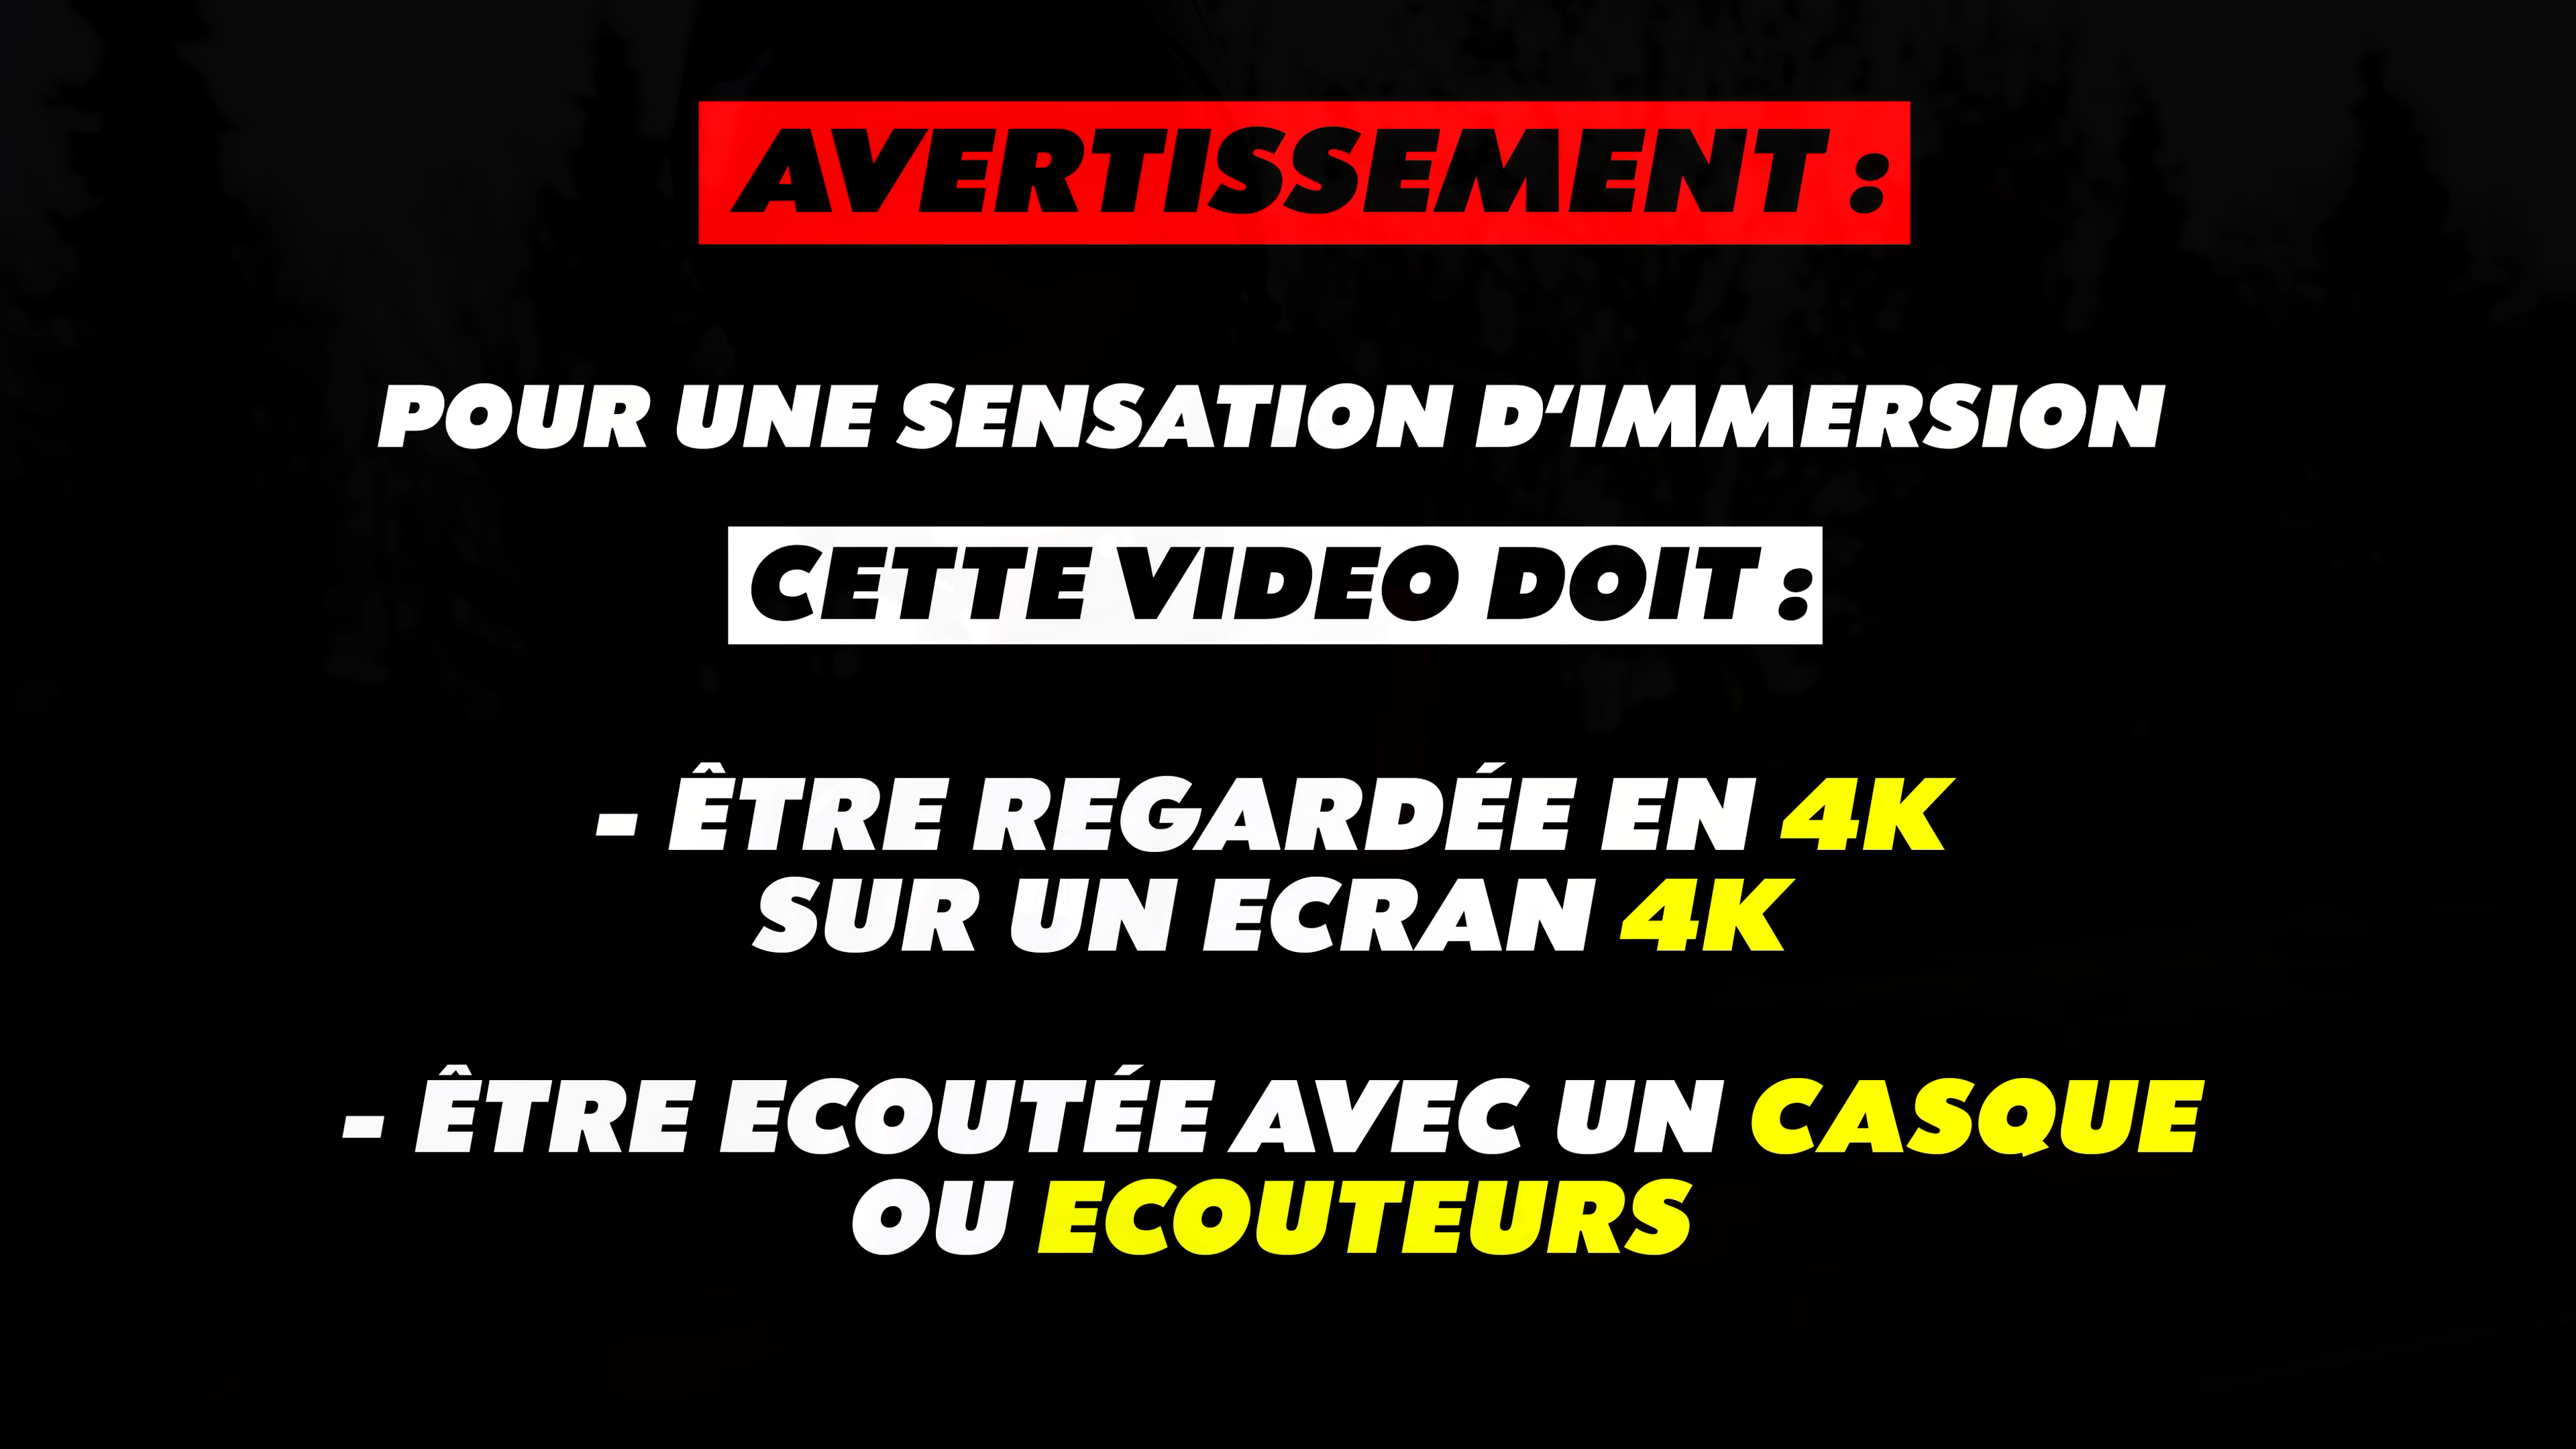 AVERTISSEMENT :
POUR UNE SENSATION D’IMMERSION
CETTE VIDEO DOIT :
- ÊTRE REGARDÉE EN 4K
SUR UN ECRAN 4K
- ÊTRE ECOUTÉE AVEC UN CASQUE
OU ECOUTEURS